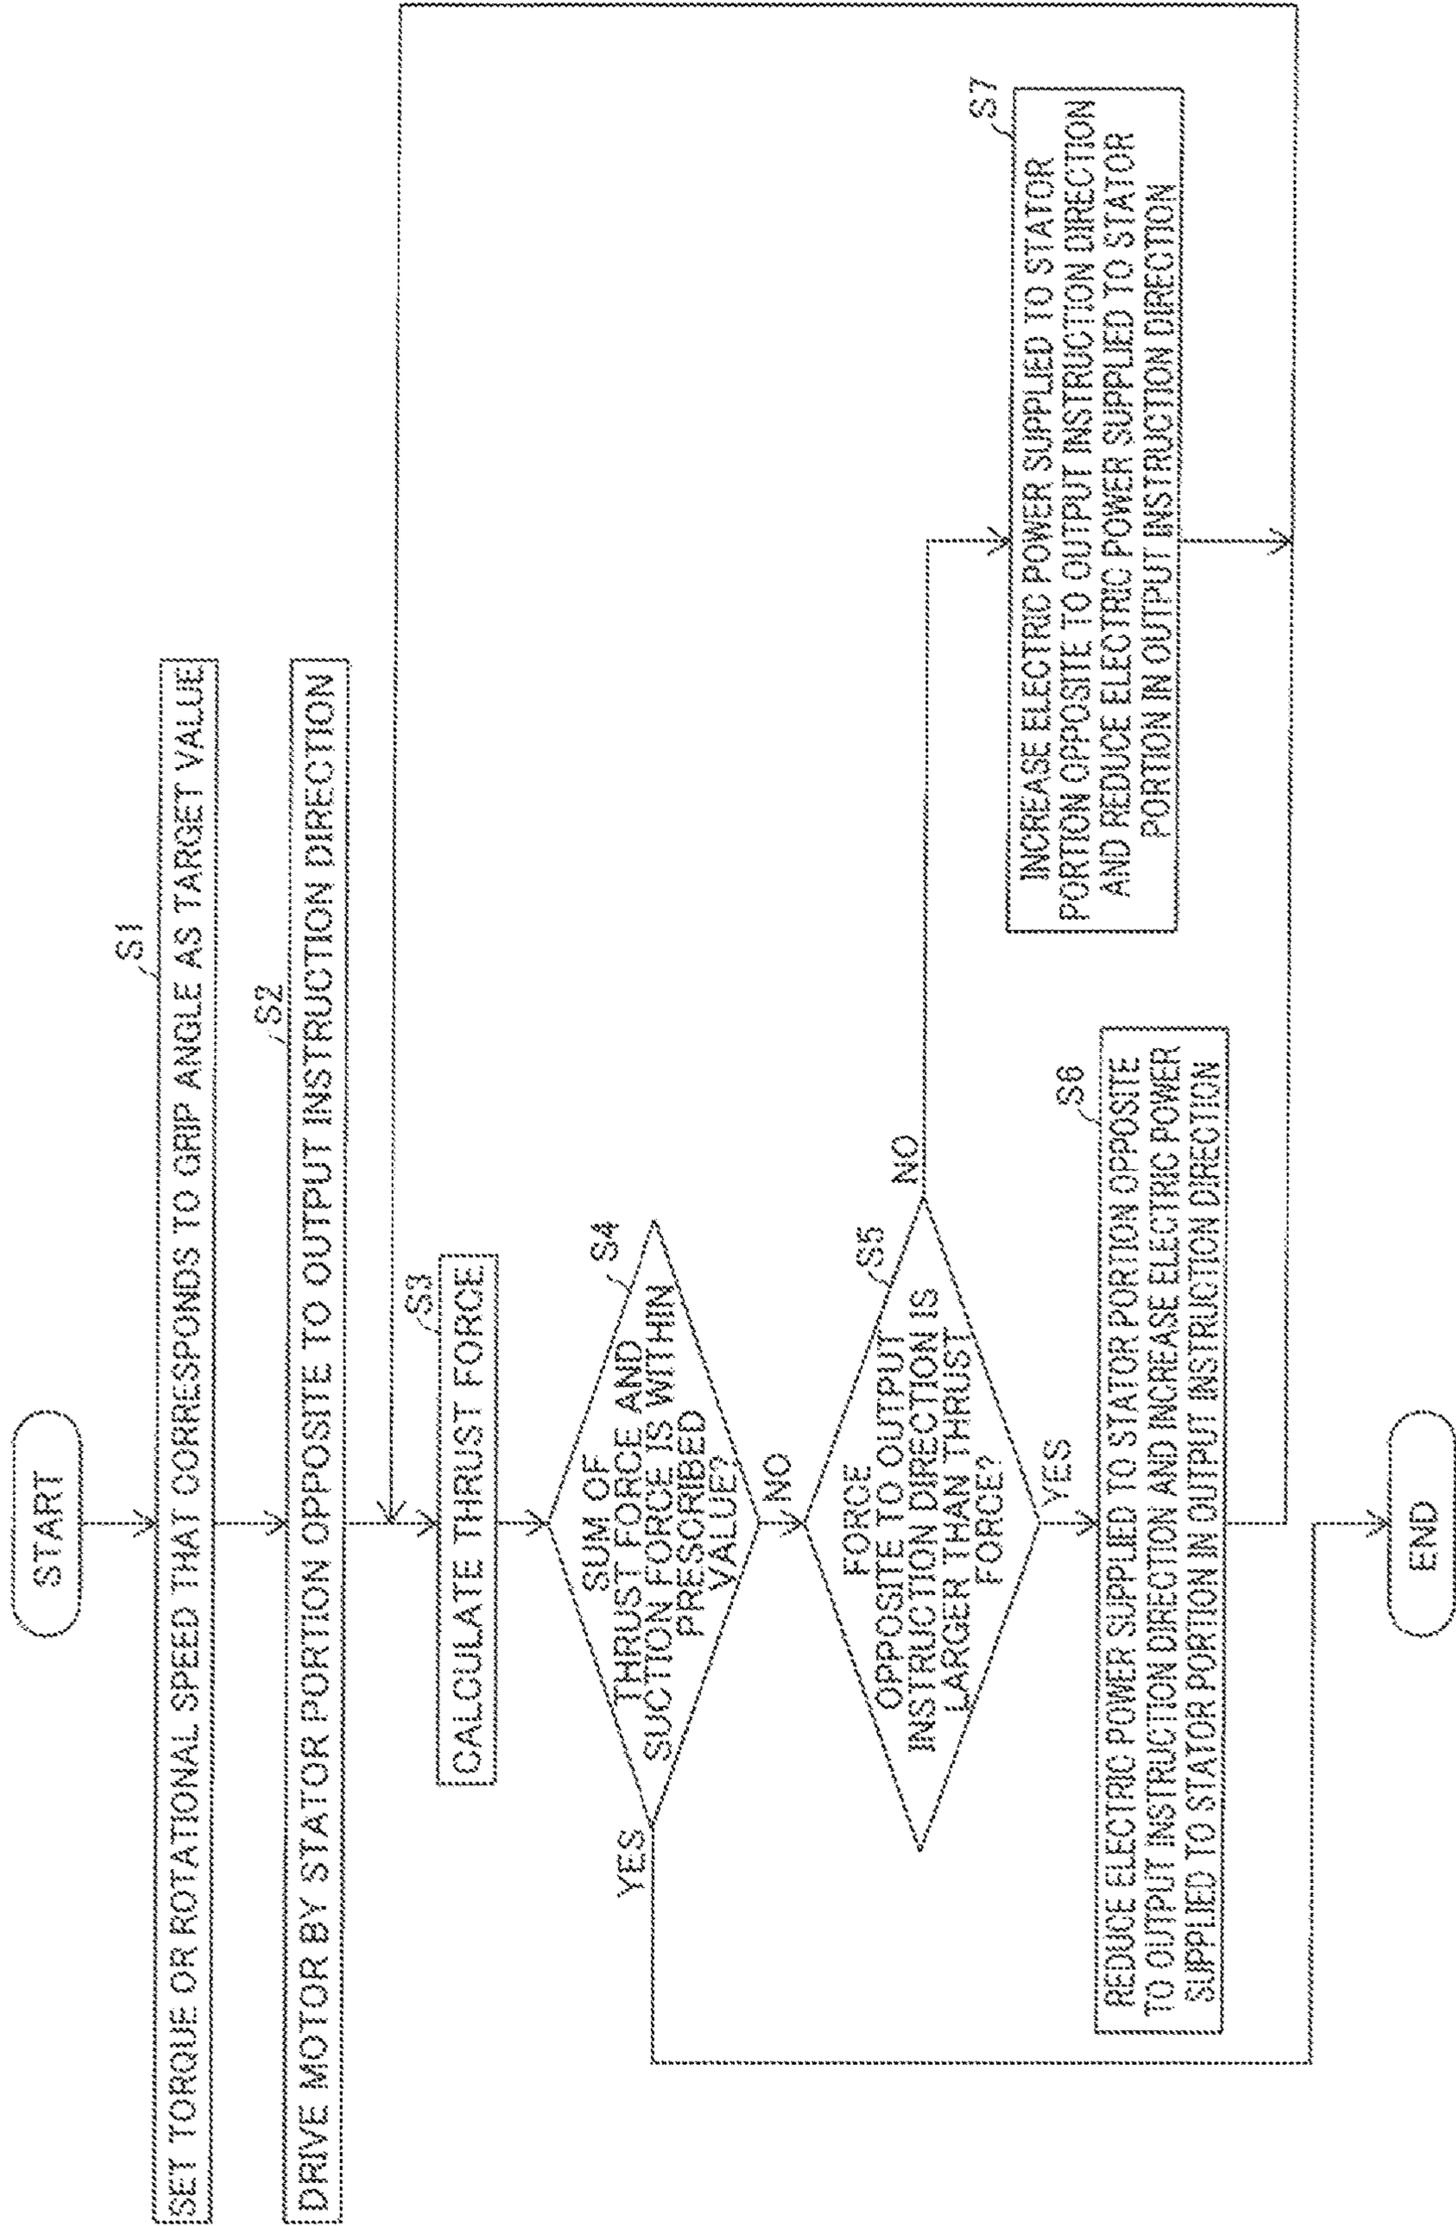 START
S1
SET TORQUE OR ROTATIONAL SPEED THAT CORRESPONDS TO GRIP ANGLE AS TARGET VALUE
S2
DRIVE MOTOR BY STATOR PORTION OPPOSITE TO OUTPUT INSTRUCTION DIRECTION
S3
CALCULATE THRUST FORCE
S4
SUM OF
THRUST FORCE AND
SUCTION FORCE IS WITHIN
PRESCRIBED
VALUE?
YES
NO
S5
FORCE
OPPOSITE TO OUTPUT
INSTRUCTION DIRECTION IS
LARGER THAN THRUST
FORCE?
NO
YES
S6
REDUCE ELECTRIC POWER SUPPLIED TO STATOR PORTION OPPOSITE
TO OUTPUT INSTRUCTION DIRECTION AND INCREASE ELECTRIC POWER
SUPPLIED TO STATOR PORTION IN OUTPUT INSTRUCTION DIRECTION
S7
INCREASE ELECTRIC POWER SUPPLIED TO STATOR
PORTION OPPOSITE TO OUTPUT INSTRUCTION DIRECTION
AND REDUCE ELECTRIC POWER SUPPLIED TO STATOR
PORTION IN OUTPUT INSTRUCTION DIRECTION
END